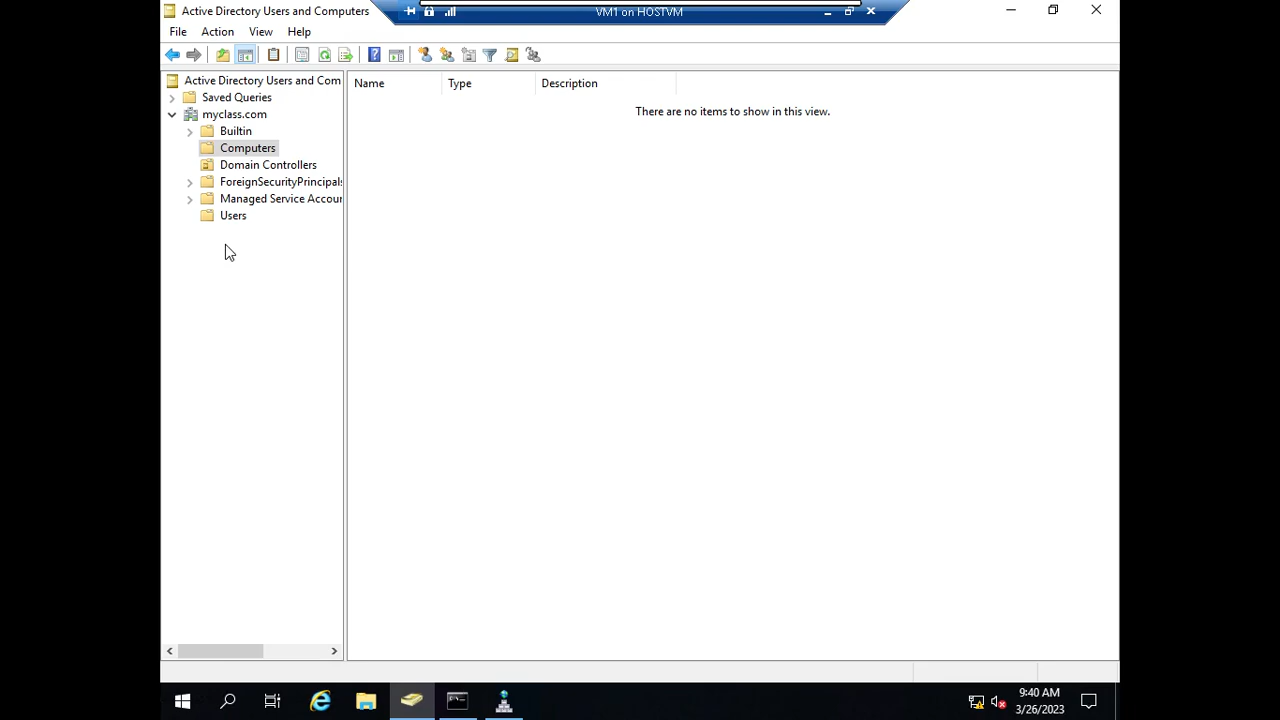 Active Directory Users and Computers
VM1 on HOSTVM
File Action View Help
Active Directory Users and Com
Saved Queries
myclass.com
Builtin
Computers
Domain Controllers
ForeignSecurityPrincipals
Managed Service Accour
Users
Name Type Description
There are no items to show in this view.
9:40 AM
3/26/2023